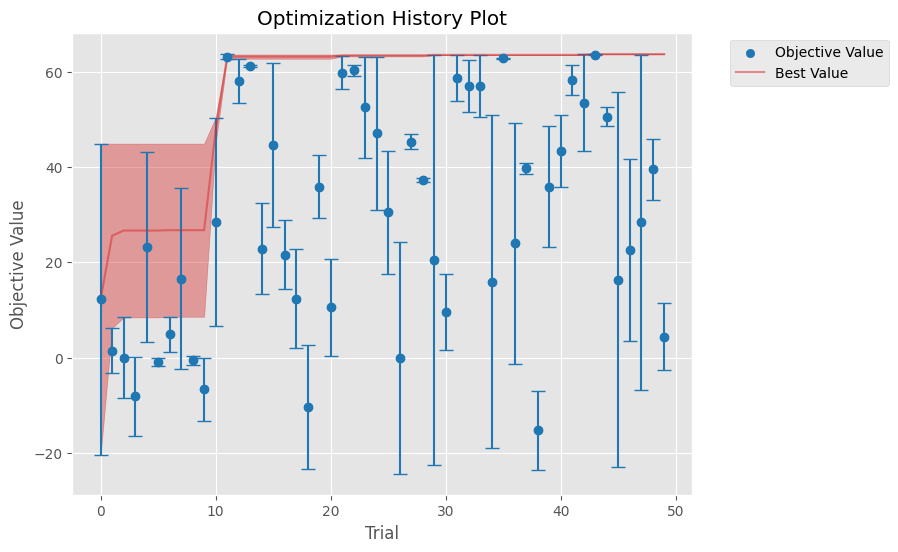 Optimization History Plot
Objective Value
Best Value
Objective Value
60
40
20
0
−20
0 10 20 30 40 50
Trial